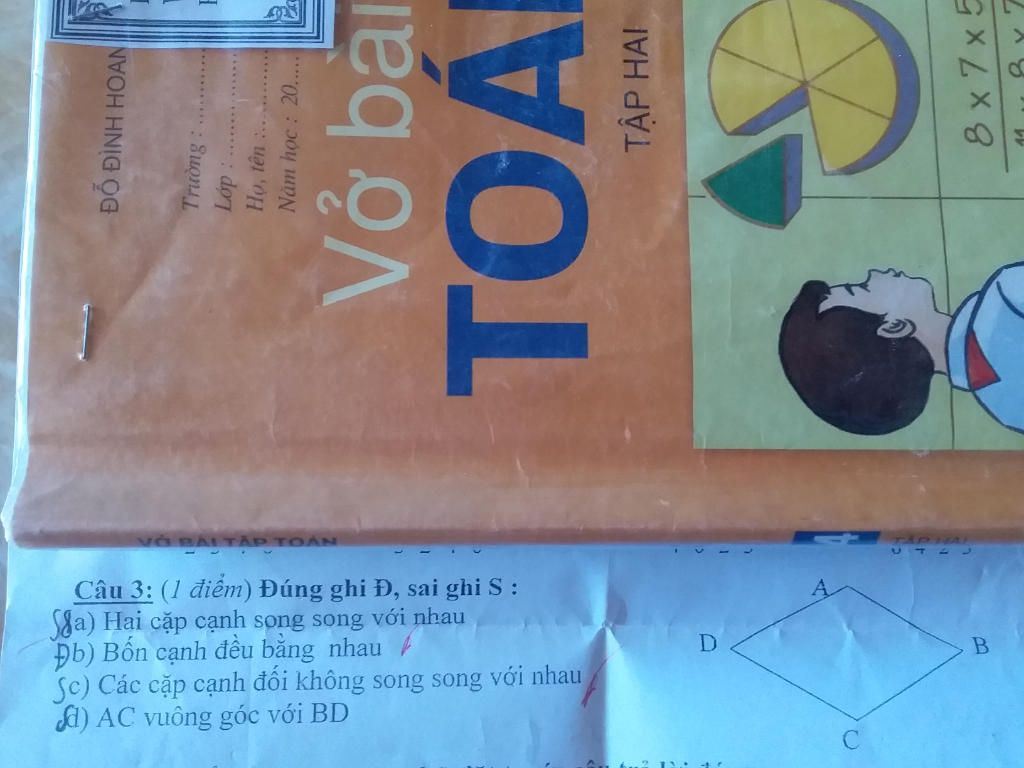 ĐỖ ĐÌNH HOAN
Trường : ..........
Lớp : ..........
Họ, tên : ..........
Năm học : 20....
Vở bài
TOÁ
TẬP HAI
8 x 7 x 5
VỞ BÀI TẬP TOÁN
4
TẬP HAI
Câu 3: (1 điểm) Đúng ghi Đ, sai ghi S :
S a) Hai cặp cạnh song song với nhau
Đ b) Bốn cạnh đều bằng nhau
S c) Các cặp cạnh đối không song song với nhau
d) AC vuông góc với BD
A
D
B
C